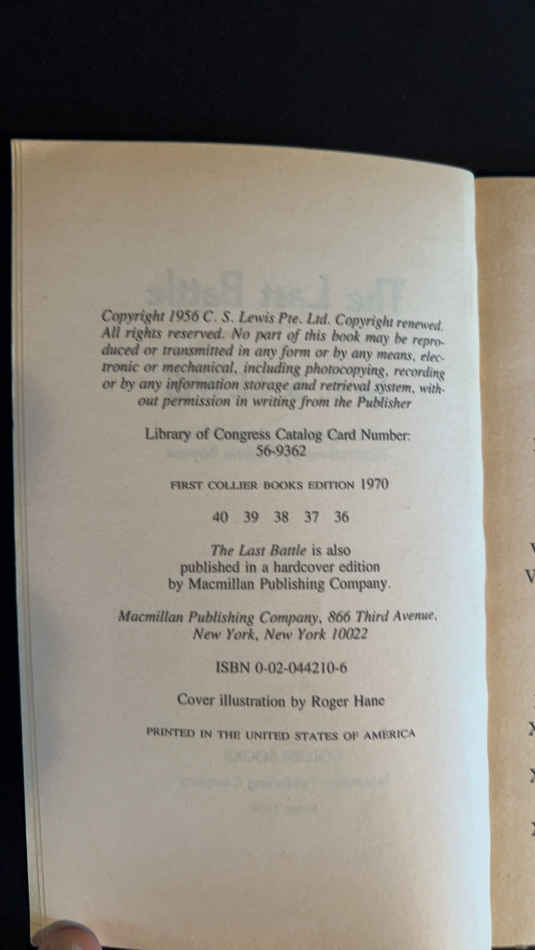 Copyright 1956 C. S. Lewis Pte. Ltd. Copyright renewed.
All rights reserved. No part of this book may be repro-
duced or transmitted in any form or by any means, elec-
tronic or mechanical, including photocopying, recording
or by any information storage and retrieval system, with-
out permission in writing from the Publisher
Library of Congress Catalog Card Number:
56-9362
FIRST COLLIER BOOKS EDITION 1970
40 39 38 37 36
The Last Battle is also
published in a hardcover edition
by Macmillan Publishing Company.
Macmillan Publishing Company, 866 Third Avenue,
New York, New York 10022
ISBN 0-02-044210-6
Cover illustration by Roger Hane
PRINTED IN THE UNITED STATES OF AMERICA